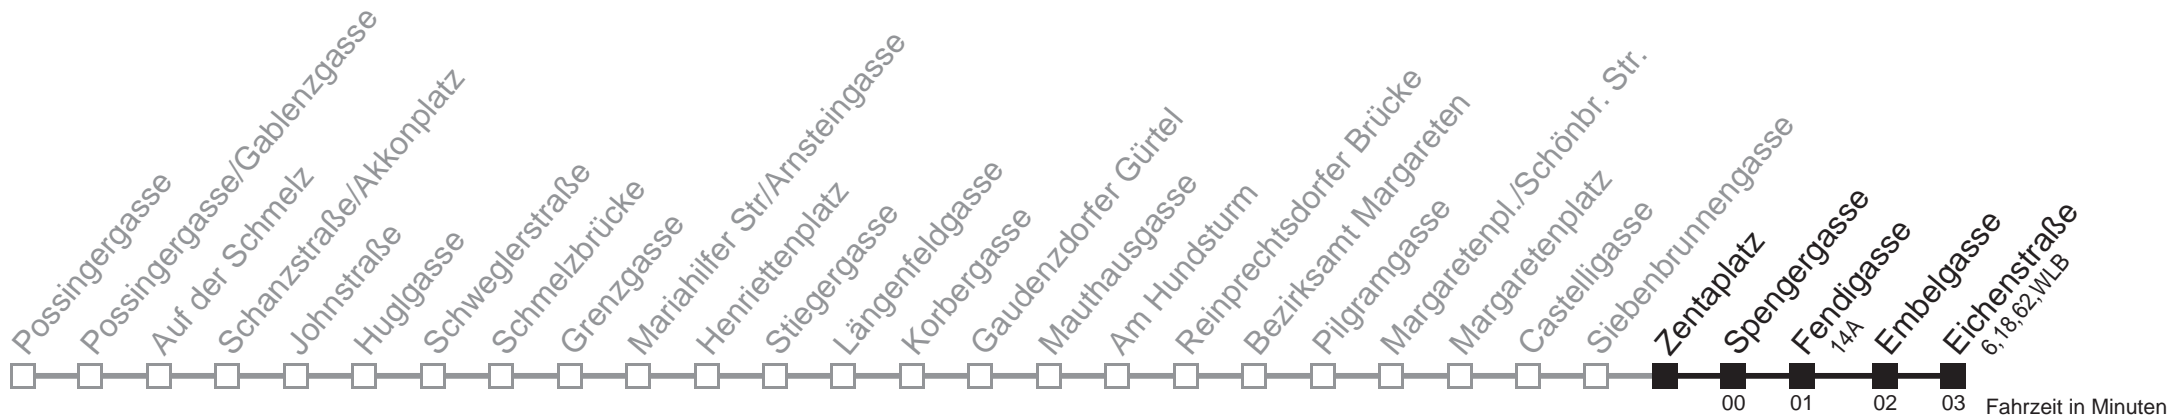 Possingergasse
Possingergasse/Gablenzgasse
Auf der Schmelz
Schanzstraße/Akkonplatz
Johnstraße
Huglgasse
Schweglerstraße
Schmelzbrücke
Grenzgasse
Mariahilfer Str/Arnsteingasse
Henriettenplatz
Stiegergasse
Längenfeldgasse
Korbergasse
Gaudenzdorfer Gürtel
Mauthausgasse
Am Hundsturm
Reinprechtsdorfer Brücke
Bezirksamt Margareten
Pilgramgasse
Margaretenpl./Schönbr. Str.
Margaretenplatz
Castelligasse
Siebenbrunnengasse
Zentaplatz
Spengergasse
Fendigasse
14A
Embelgasse
Eichenstraße
6,18,62,WLB
00 01 02 03 Fahrzeit in Minuten